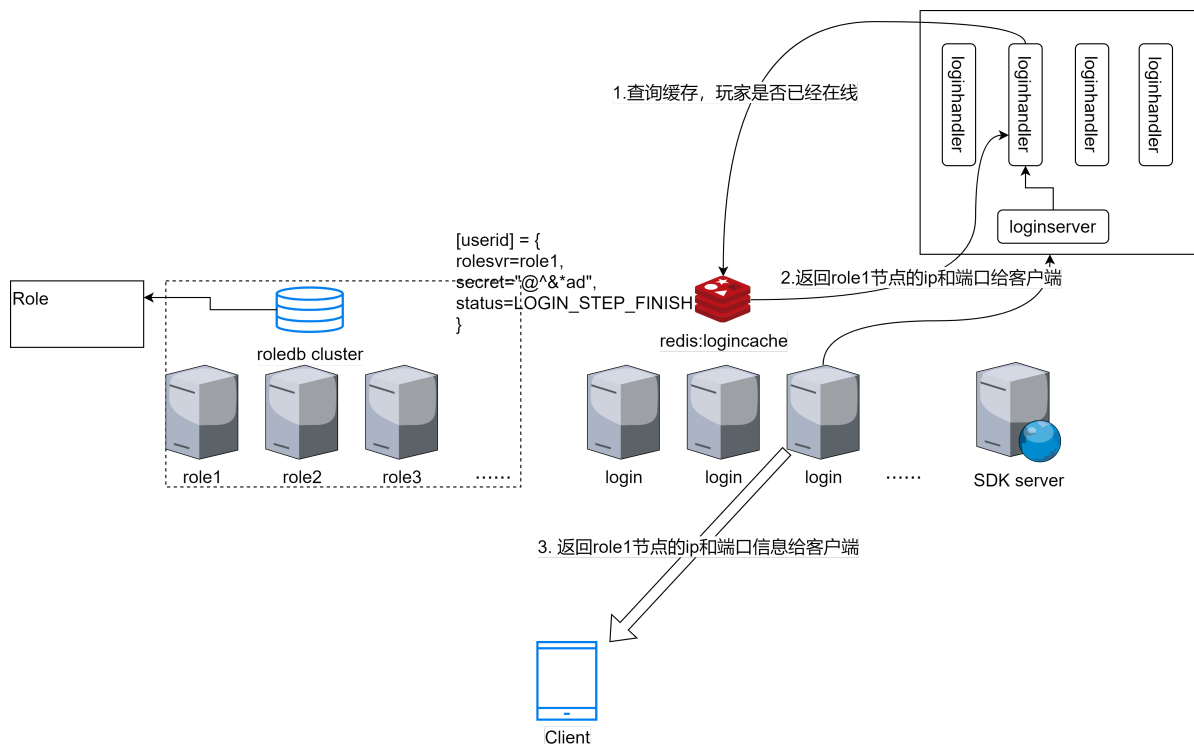 loginhandler
loginhandler
loginhandler
loginhandler
1.查询缓存，玩家是否已经在线
loginserver
[userid] = {
rolesvr=role1,
secret="@^&*ad",
status=LOGIN_STEP_FINISH
}
2.返回role1节点的ip和端口给客户端
Role
roledb cluster
redis:logincache
role1
role2
role3
······
login
login
login
······
SDK server
3. 返回role1节点的ip和端口信息给客户端
Client